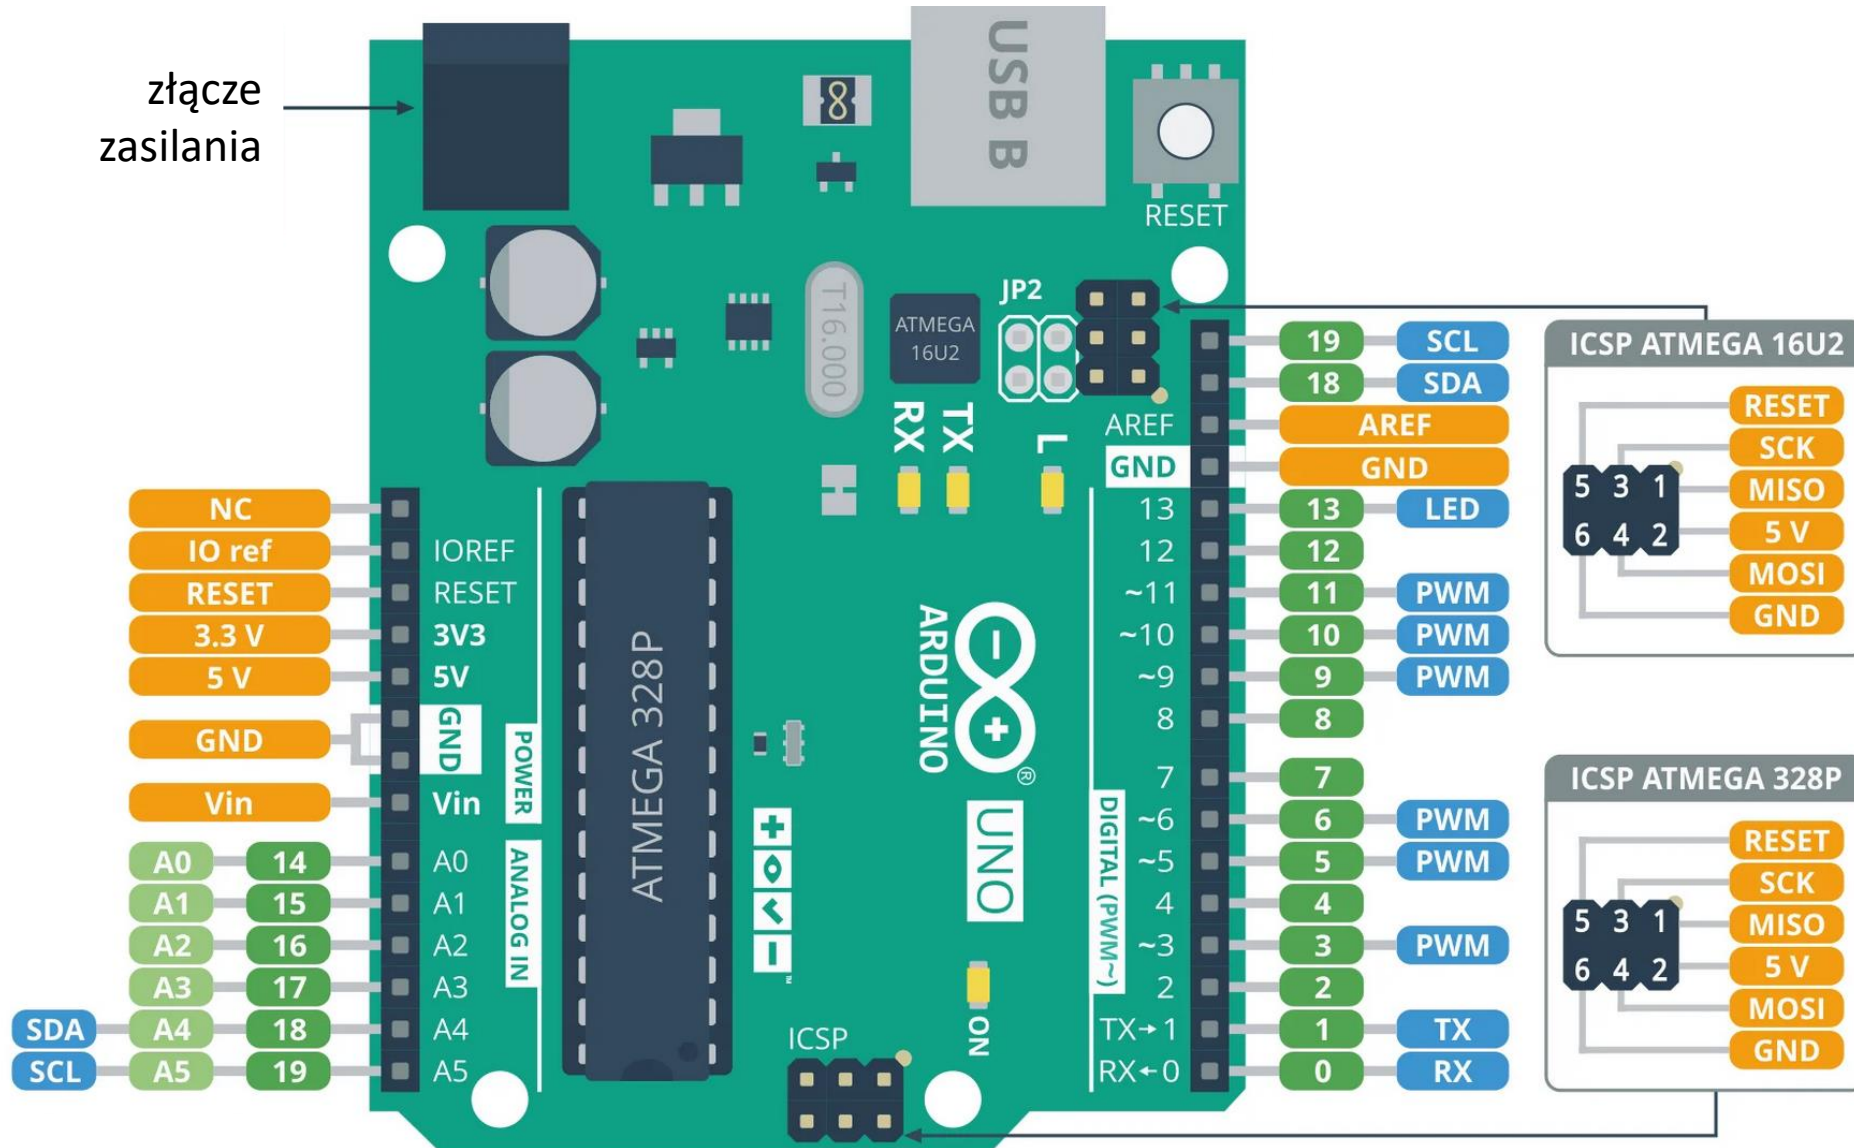 złącze
zasilania
USB B
RESET
T16.000
ATMEGA
16U2
JP2
RX
TX
L
AREF
GND
13
12
~11
~10
~9
8
7
~6
~5
4
~3
2
TX→1
RX←0
DIGITAL (PWM~)
19 SCL
18 SDA
AREF
GND
13 LED
12
11 PWM
10 PWM
9 PWM
8
7
6 PWM
5 PWM
4
3 PWM
2
1 TX
0 RX
NC
IO ref
RESET
3.3 V
5 V
GND
Vin
A0 14
A1 15
A2 16
A3 17
SDA A4 18
SCL A5 19
IOREF
RESET
3V3
5V
GND
Vin
A0
A1
A2
A3
A4
A5
POWER
ANALOG IN
ATMEGA 328P
ARDUINO
®
UNO
™
ON
ICSP
ICSP ATMEGA 16U2
RESET
SCK
MISO
5 V
MOSI
GND
5 3 1
6 4 2
ICSP ATMEGA 328P
RESET
SCK
MISO
5 V
MOSI
GND
5 3 1
6 4 2